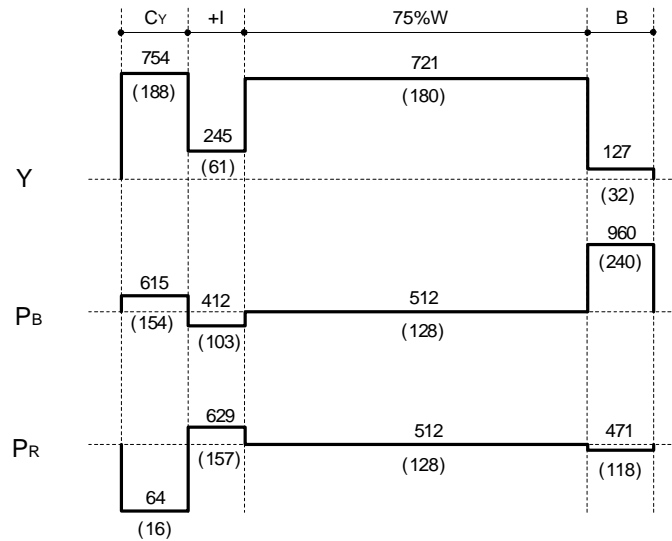 CY +I 75%W B
754 721
(188) (180)
245 127
Y (61) (32)
960
615 412 512 (240)
PB (154) (103) (128)
629 512 471
PR (157) (128) (118)
64
(16)